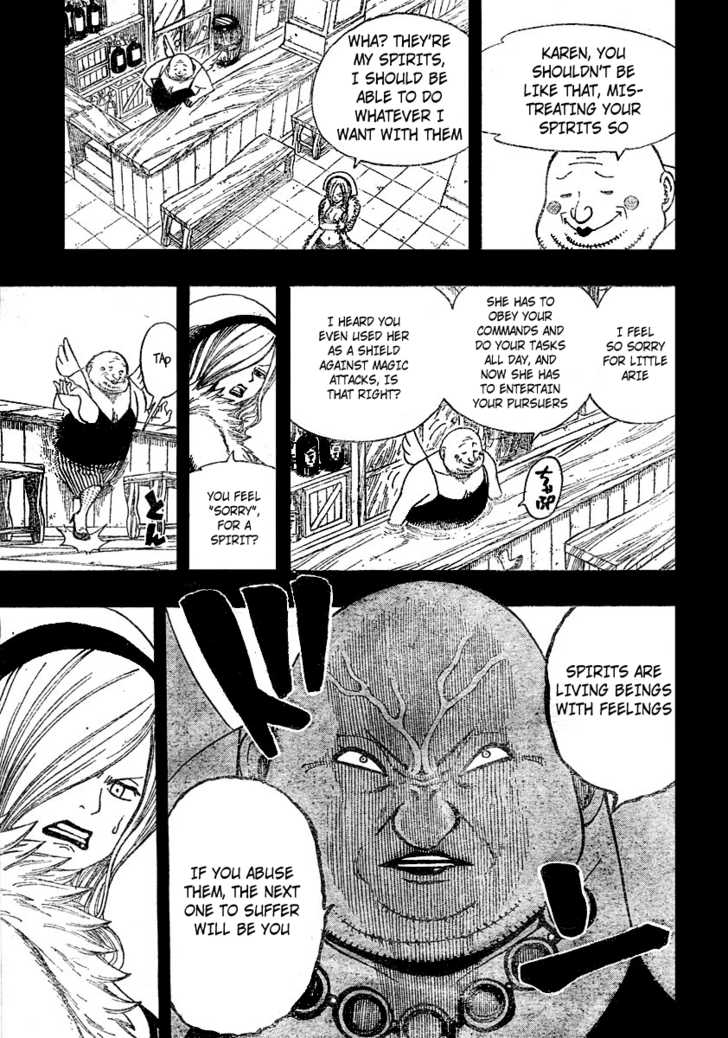 KAREN, YOU
SHOULDN'T BE
LIKE THAT, MIS-
TREATING YOUR
SPIRITS SO
WHA? THEY'RE
MY SPIRITS,
I SHOULD BE
ABLE TO DO
WHATEVER I
WANT WITH THEM
I FEEL
SO SORRY
FOR LITTLE
ARIE
SHE HAS TO
OBEY YOUR
COMMANDS AND
DO YOUR TASKS
ALL DAY, AND
NOW SHE HAS
TO ENTERTAIN
YOUR PURSUERS
I HEARD YOU
EVEN USED HER
AS A SHIELD
AGAINST MAGIC
ATTACKS, IS
THAT RIGHT?
YOU FEEL
"SORRY",
FOR A
SPIRIT?
TAP
SPIRITS ARE
LIVING BEINGS
WITH FEELINGS
IF YOU ABUSE
THEM, THE NEXT
ONE TO SUFFER
WILL BE YOU